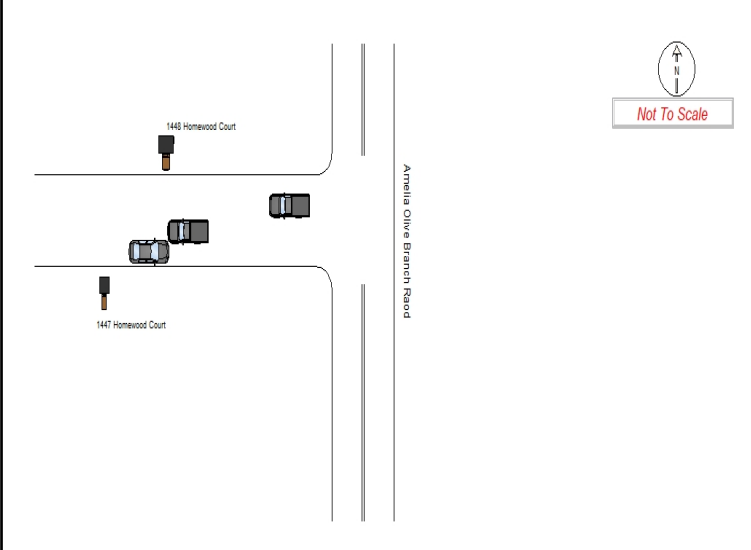 N
Not To Scale
1448 Homewood Court
Amelia Olive Branch Raod
1447 Homewood Court